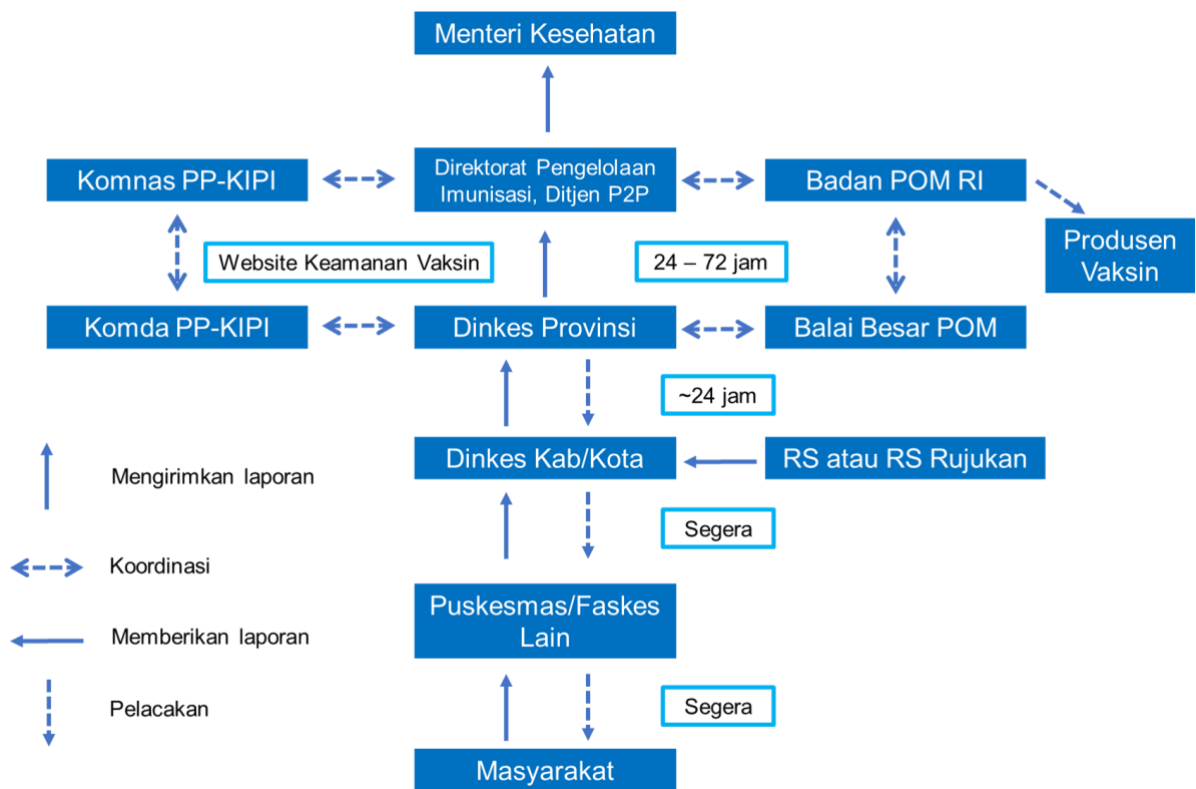 Menteri Kesehatan
Komnas PP-KIPI
Direktorat Pengelolaan
Imunisasi, Ditjen P2P
Badan POM RI
Produsen
Vaksin
Website Keamanan Vaksin
24 – 72 jam
Komda PP-KIPI
Dinkes Provinsi
Balai Besar POM
~24 jam
Dinkes Kab/Kota
RS atau RS Rujukan
Mengirimkan laporan
Segera
Koordinasi
Puskesmas/Faskes
Lain
Memberikan laporan
Pelacakan
Segera
Masyarakat